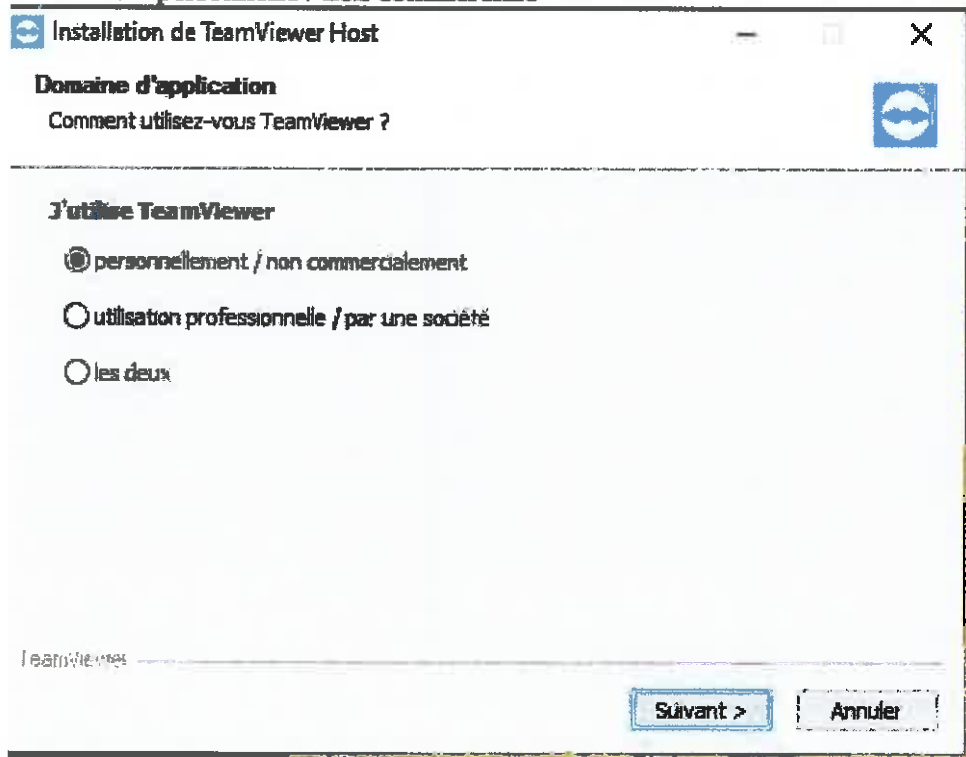 Installation de TeamViewer Host
Domaine d'application
Comment utilisez-vous TeamViewer ?
J'utilise TeamViewer
personnellement / non commercialement
utilisation professionnelle / par une société
les deux
TeamViewer
Suivant >
Annuler